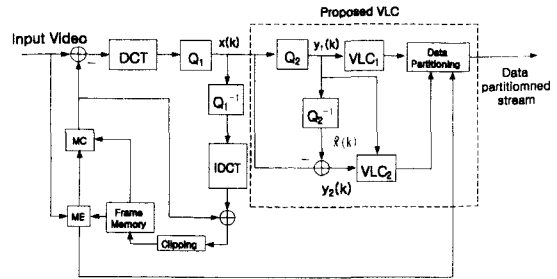 Proposed VLC
Input Video
x(k)
y₁(k)
DCT
Q₁
Q₂
VLC₁
Data
Partitioning
Data
partitiomned
stream
Q₁⁻¹
Q₂⁻¹
x̂(k)
IDCT
MC
VLC₂
y₂(k)
ME
Frame
Memory
Clipping